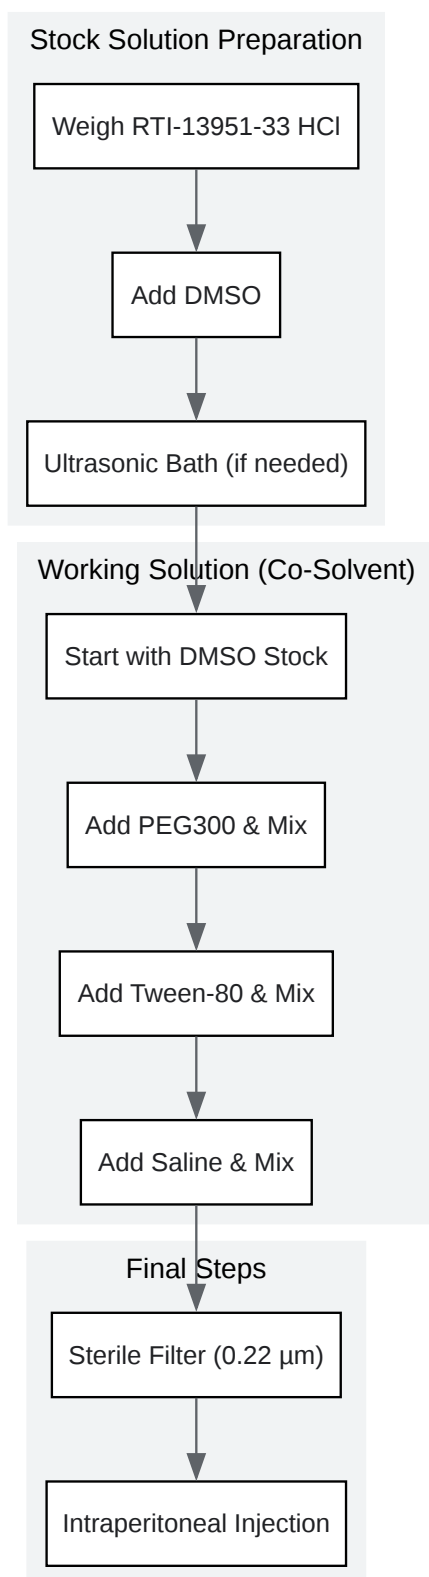 Stock Solution Preparation
Weigh RTI-13951-33 HCl
Add DMSO
Ultrasonic Bath (if needed)
Working Solution (Co-Solvent)
Start with DMSO Stock
Add PEG300 & Mix
Add Tween-80 & Mix
Add Saline & Mix
Final Steps
Sterile Filter (0.22 µm)
Intraperitoneal Injection